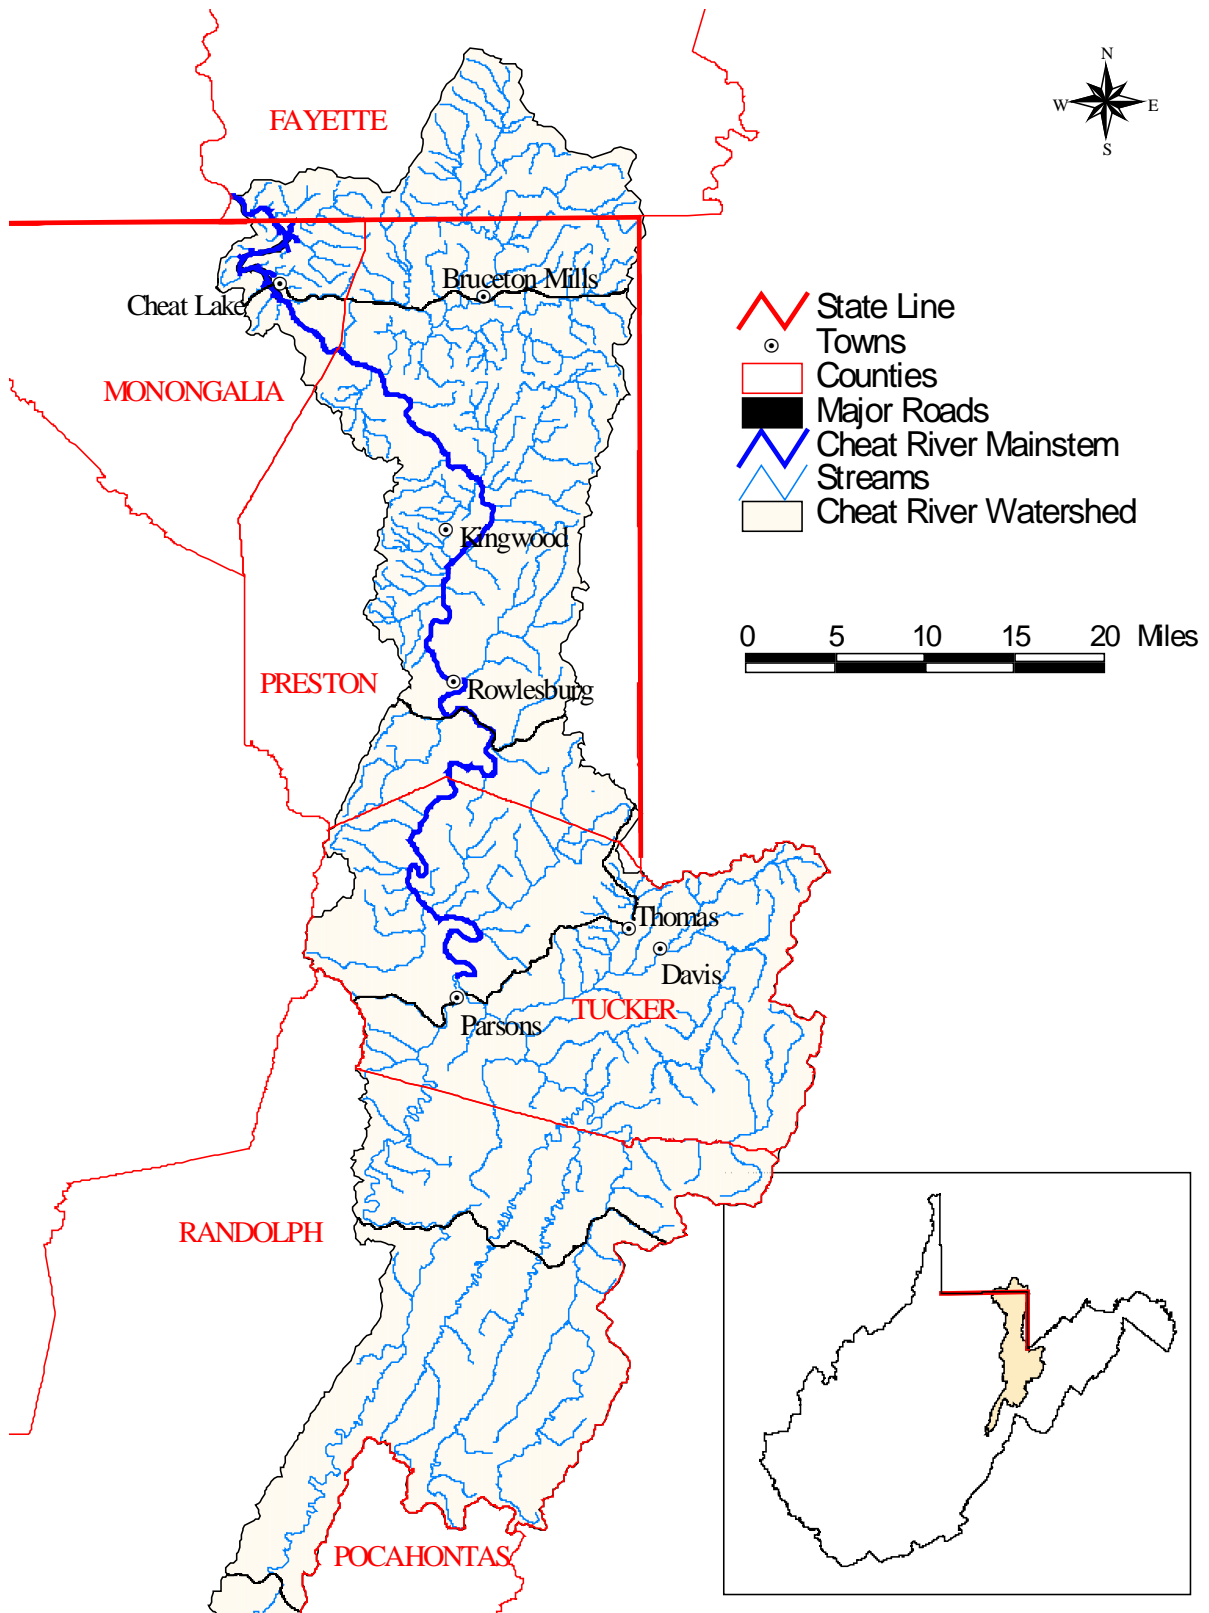 N
FAYETTE
W
E
S
Bruceton Mills
Cheat Lake
State Line
Towns
MONONGALIA
Counties
Major Roads
Cheat River Mainstem
Streams
Cheat River Watershed
Kingwood
0 5 10 15 20 Miles
PRESTON
Rowlesburg
Thomas
Davis
TUCKER
Parsons
RANDOLPH
POCAHONTAS